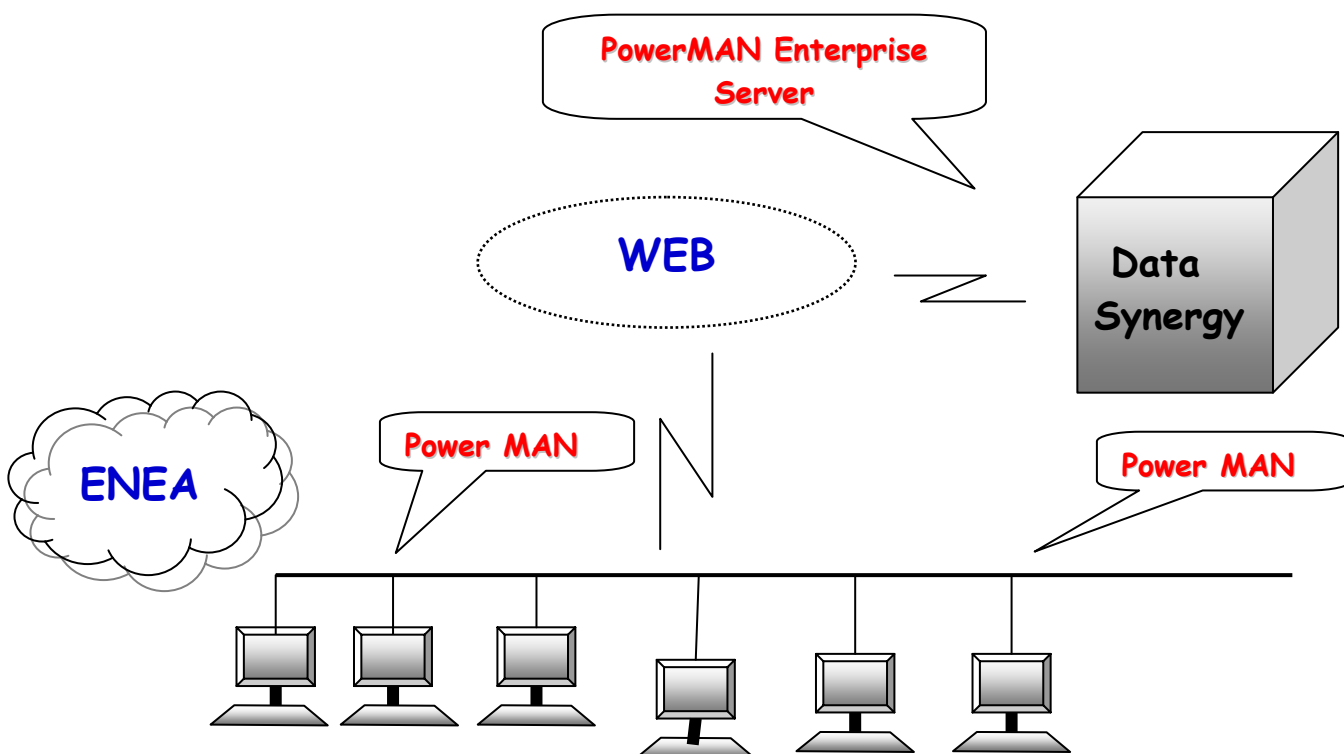 PowerMAN Enterprise
Server
WEB
Data
Synergy
Power MAN
Power MAN
ENEA